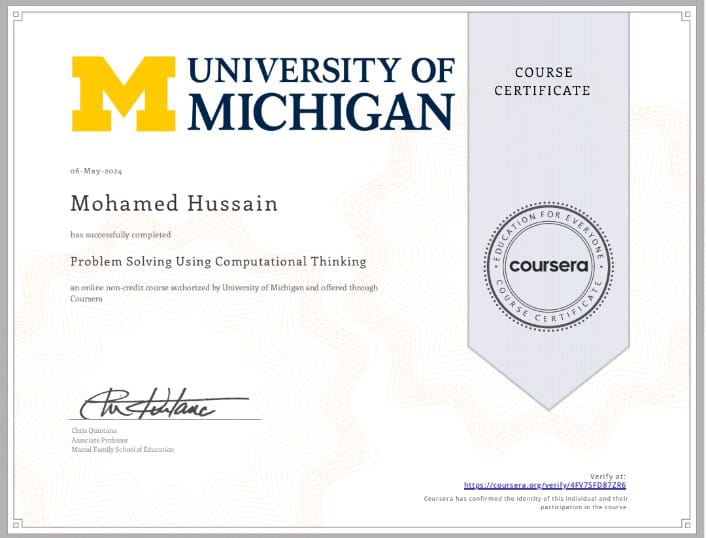 M
UNIVERSITY OF
MICHIGAN
COURSE
CERTIFICATE
06-May-2024
Mohamed Hussain
has successfully completed
Problem Solving Using Computational Thinking
an online non-credit course authorized by University of Michigan and offered through
Coursera
EDUCATION FOR EVERYONE
coursera
COURSE CERTIFICATE
Chris Quintana
Associate Professor
Marsal Family School of Education
Verify at:
https://coursera.org/verify/4FV7SFD87ZR6
Coursera has confirmed the identity of this individual and their
participation in the course.